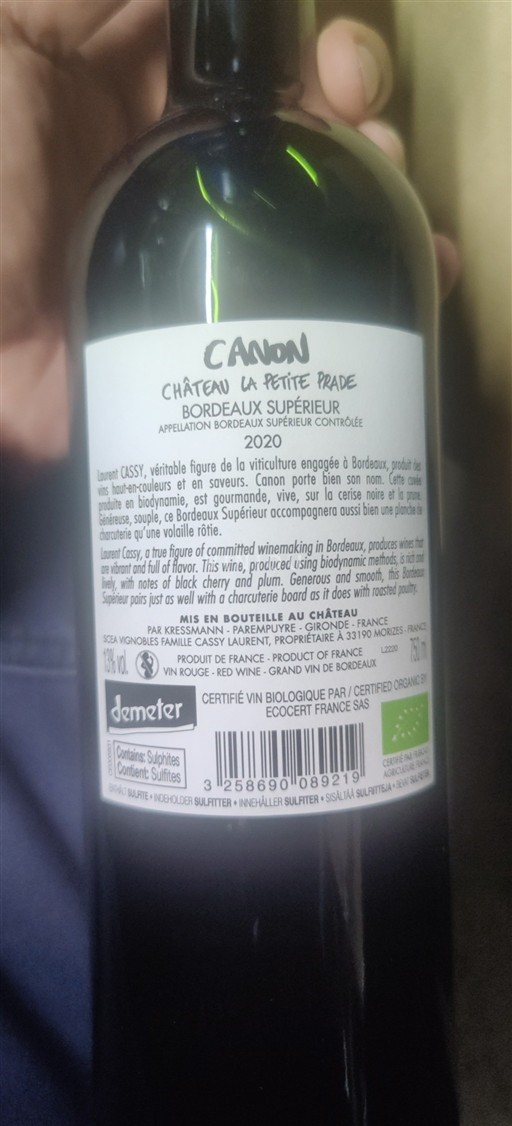 CANON
CHÂTEAU LA PETITE PRADE
BORDEAUX SUPÉRIEUR
APPELLATION BORDEAUX SUPÉRIEUR CONTRÔLÉE
2020
Laurent CASSY, véritable figure de la viticulture engagée à Bordeaux, produit des
vins haut-en-couleurs et en saveurs. Canon porte bien son nom. Cette cuvée
produite en biodynamie, est gourmande, vive, sur la cerise noire et la prune.
Généreuse, souple, ce Bordeaux Supérieur accompagnera aussi bien une planche de
charcuterie qu'une volaille rôtie.
Laurent Cassy, a true figure of committed winemaking in Bordeaux, produces wines that
are vibrant and full of flavor. This wine, produced using biodynamic methods, is rich and
lively, with notes of black cherry and plum. Generous and smooth, this Bordeaux
Supérieur pairs just as well with a charcuterie board as it does with roasted poultry.
MIS EN BOUTEILLE AU CHÂTEAU
PAR KRESSMANN - PAREMPUYRE - GIRONDE - FRANCE
SCEA VIGNOBLES FAMILLE CASSY LAURENT, PROPRIÉTAIRE À 33190 MORIZES - FRANCE
13% vol.
PRODUIT DE FRANCE - PRODUCT OF FRANCE
L2220
750 ml
VIN ROUGE - RED WINE - GRAND VIN DE BORDEAUX
demeter
CERTIFIÉ VIN BIOLOGIQUE PAR / CERTIFIED ORGANIC BY
ECOCERT FRANCE SAS
Contains: Sulphites
Contient: Sulfites
3 258690 089219
AGRICULTURE FRANCE
SULFITE • INDEHOLDER SULFITTER • INNEHÅLLER SULFITER • SISÄLTÄÄ SULFIITTEJA •